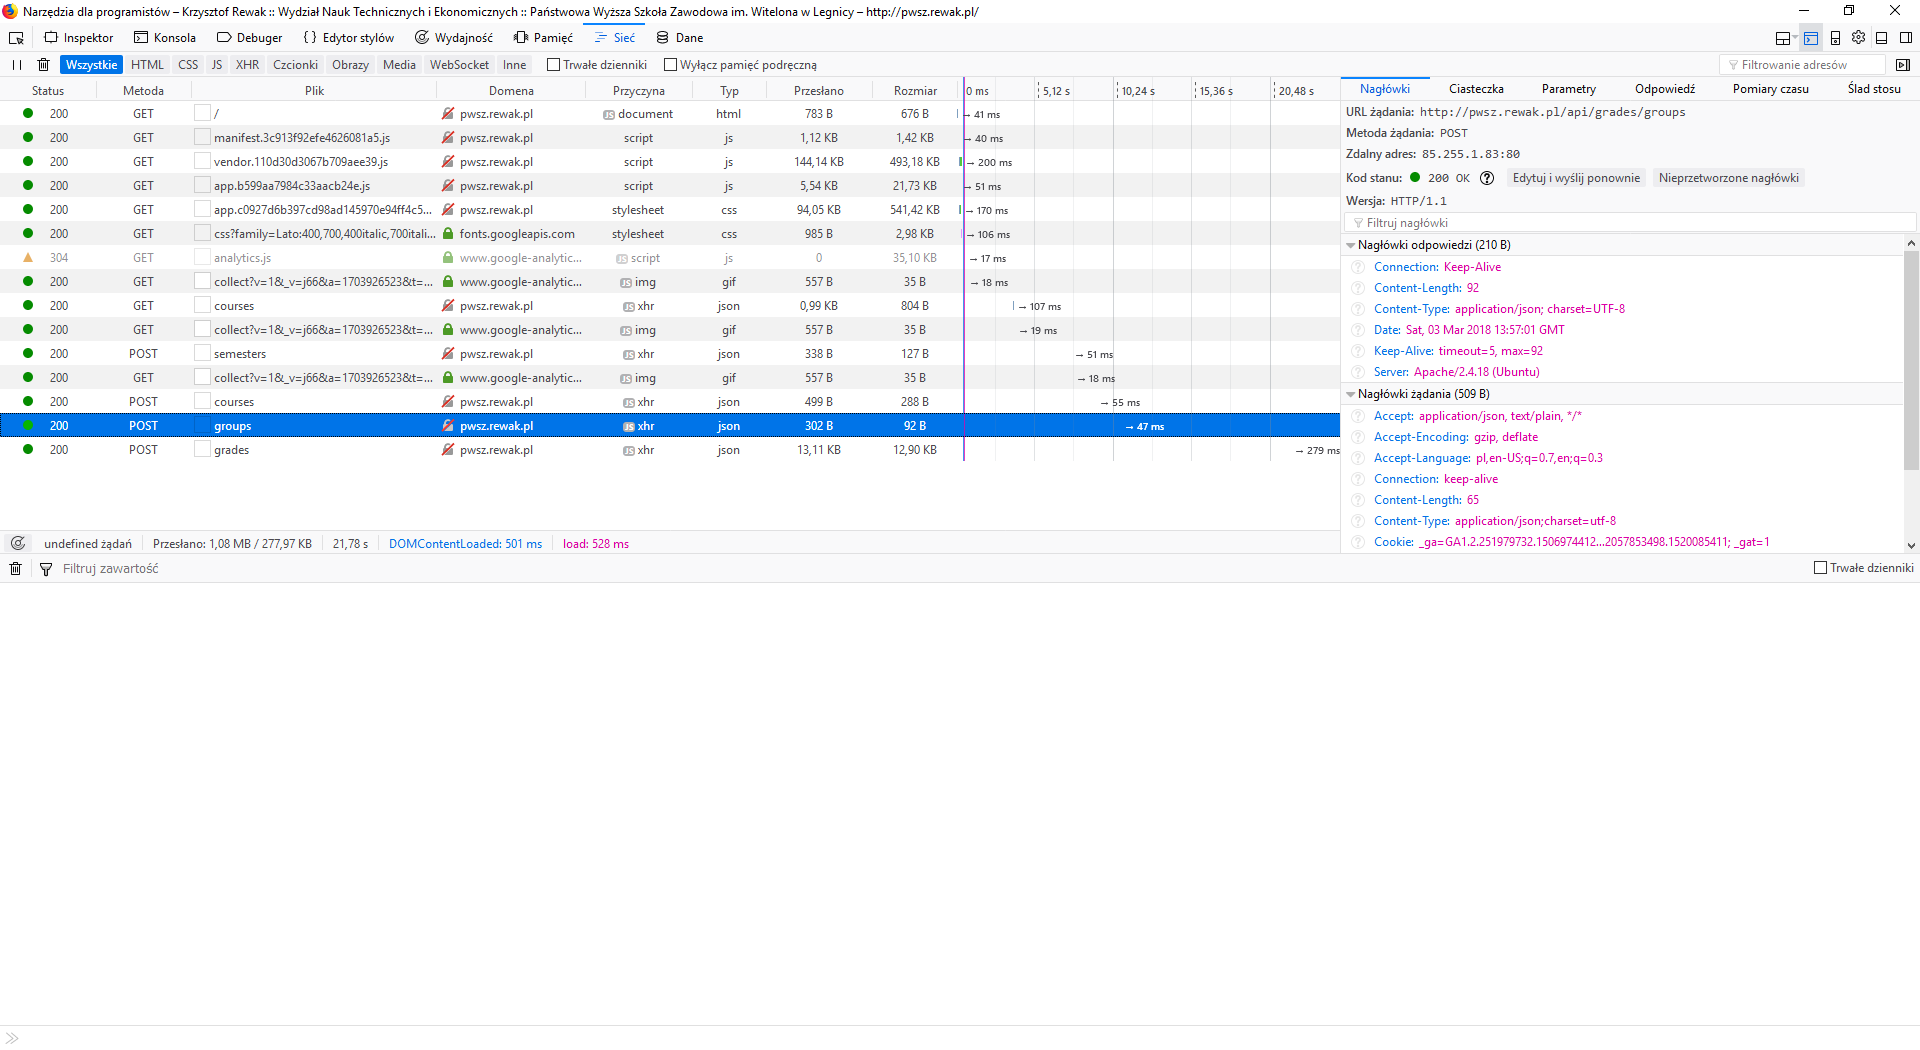 Narzędzia dla programistów – Krzysztof Rewak :: Wydział Nauk Technicznych i Ekonomicznych :: Państwowa Wyższa Szkoła Zawodowa im. Witelona w Legnicy – http://pwsz.rewak.pl/
Inspektor Konsola Debuger Edytor stylów Wydajność Pamięć Sieć Dane
Wszystkie HTML CSS JS XHR Czcionki Obrazy Media WebSocket Inne Trwałe dzienniki Wyłącz pamięć podręczną Filtrowanie adresów
Status Metoda Plik Domena Przyczyna Typ Przesłano Rozmiar 0 ms 5,12 s 10,24 s 15,36 s 20,48 s
200 GET / pwsz.rewak.pl JS document html 783 B 676 B → 41 ms
200 GET manifest.3c913f92efe4626081a5.js pwsz.rewak.pl script js 1,12 KB 1,42 KB → 40 ms
200 GET vendor.110d30d3067b709aee39.js pwsz.rewak.pl script js 144,14 KB 493,18 KB → 200 ms
200 GET app.b599aa7984c33aacb24e.js pwsz.rewak.pl script js 5,54 KB 21,73 KB → 51 ms
200 GET app.c0927d6b397cd98ad145970e94ff4c5... pwsz.rewak.pl stylesheet css 94,05 KB 541,42 KB → 170 ms
200 GET css?family=Lato:400,700,400italic,700itali... fonts.googleapis.com stylesheet css 985 B 2,98 KB → 106 ms
304 GET analytics.js www.google-analytic... JS script js 0 35,10 KB → 17 ms
200 GET collect?v=1&_v=j66&a=1703926523&t=... www.google-analytic... JS img gif 557 B 35 B → 18 ms
200 GET courses pwsz.rewak.pl JS xhr json 0,99 KB 804 B → 107 ms
200 GET collect?v=1&_v=j66&a=1703926523&t=... www.google-analytic... JS img gif 557 B 35 B → 19 ms
200 POST semesters pwsz.rewak.pl JS xhr json 338 B 127 B → 51 ms
200 GET collect?v=1&_v=j66&a=1703926523&t=... www.google-analytic... JS img gif 557 B 35 B → 18 ms
200 POST courses pwsz.rewak.pl JS xhr json 499 B 288 B → 55 ms
200 POST groups pwsz.rewak.pl JS xhr json 302 B 92 B → 47 ms
200 POST grades pwsz.rewak.pl JS xhr json 13,11 KB 12,90 KB → 279 ms
undefined żądań Przesłano: 1,08 MB / 277,97 KB 21,78 s DOMContentLoaded: 501 ms load: 528 ms
Nagłówki Ciasteczka Parametry Odpowiedź Pomiary czasu Ślad stosu
URL żądania: http://pwsz.rewak.pl/api/grades/groups
Metoda żądania: POST
Zdalny adres: 85.255.1.83:80
Kod stanu: 200 OK Edytuj i wyślij ponownie Nieprzetworzone nagłówki
Wersja: HTTP/1.1
Filtruj nagłówki
Nagłówki odpowiedzi (210 B)
Connection: Keep-Alive
Content-Length: 92
Content-Type: application/json; charset=UTF-8
Date: Sat, 03 Mar 2018 13:57:01 GMT
Keep-Alive: timeout=5, max=92
Server: Apache/2.4.18 (Ubuntu)
Nagłówki żądania (509 B)
Accept: application/json, text/plain, */*
Accept-Encoding: gzip, deflate
Accept-Language: pl,en-US;q=0.7,en;q=0.3
Connection: keep-alive
Content-Length: 65
Content-Type: application/json;charset=utf-8
Cookie: _ga=GA1.2.251979732.1506974412...2057853498.1520085411; _gat=1
Filtruj zawartość Trwałe dzienniki